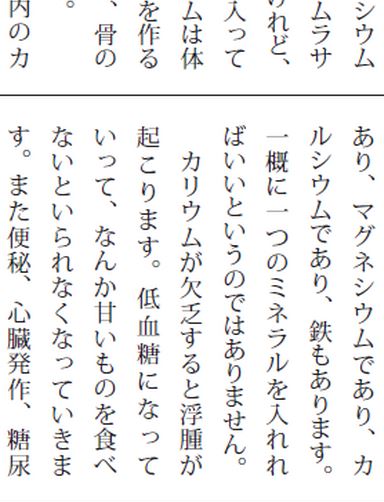 シウム
ムラサ
けれど、
入って
ムは体
を作る
、骨の
。
内のカ
あり、マグネシウムであり、カ
ルシウムであり、鉄もあります。
一概に一つのミネラルを入れれ
ばいいというのではありません。
カリウムが欠乏すると浮腫が
起こります。低血糖になって
いって、なんか甘いものを食べ
ないといられなくなっていきま
す。また便秘、心臓発作、糖尿